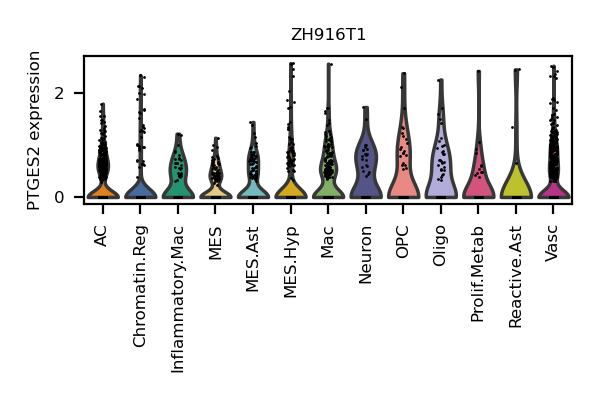 ZH916T1
PTGES2 expression
2
0
AC
Chromatin.Reg
Inflammatory.Mac
MES
MES.Ast
MES.Hyp
Mac
Neuron
OPC
Oligo
Prolif.Metab
Reactive.Ast
Vasc